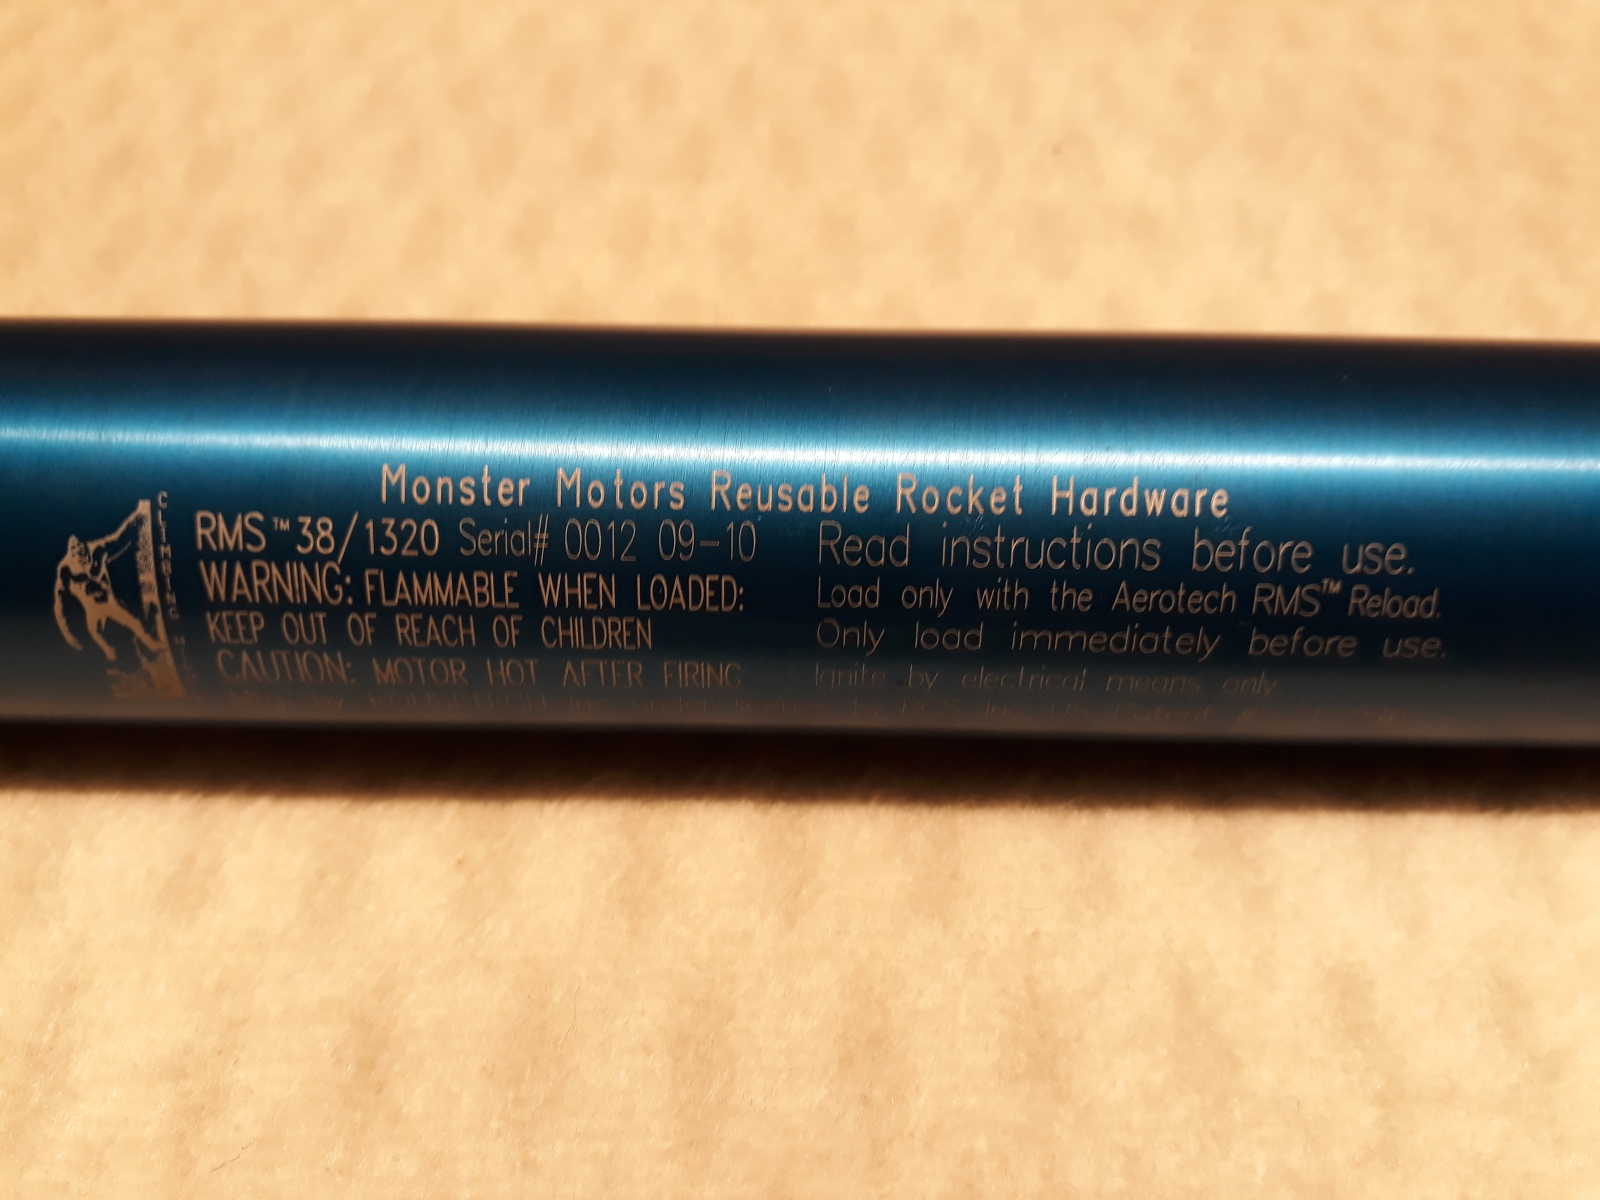 Monster Motors Reusable Rocket Hardware
RMS™ 38/1320 Serial# 0012 09-10
WARNING: FLAMMABLE WHEN LOADED:
KEEP OUT OF REACH OF CHILDREN
CAUTION: MOTOR HOT AFTER FIRING
Read instructions before use.
Load only with the Aerotech RMS™ Reload.
Only load immediately before use.
Ignite by electrical means only